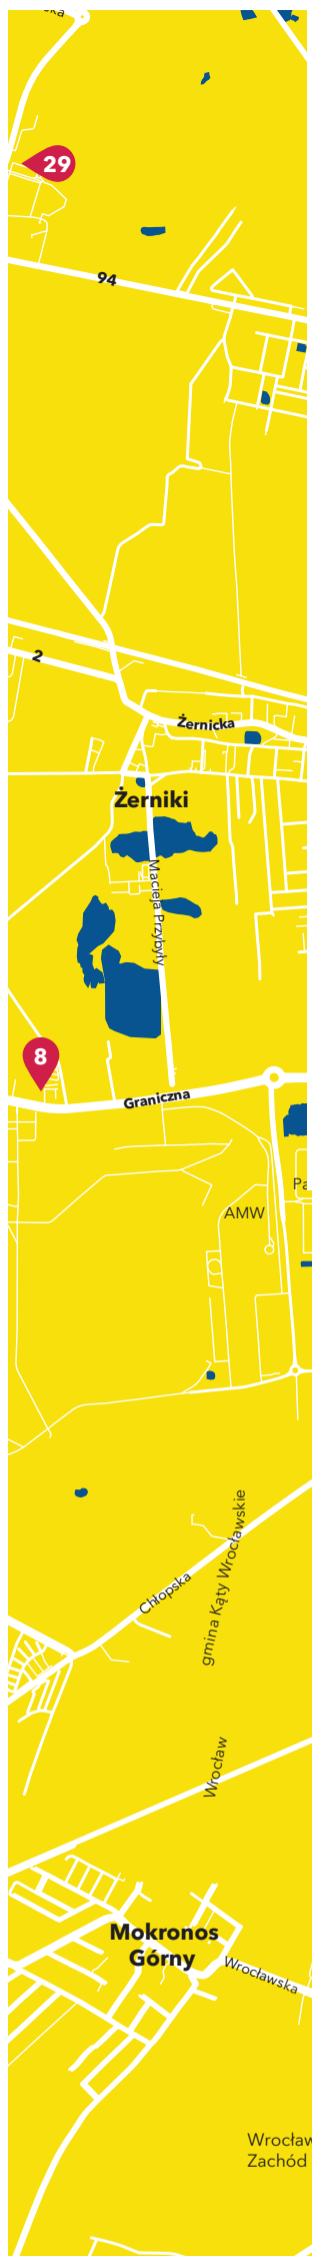 29
94
2
Żernicka
Żerniki
Macieja Przybyły
8
Graniczna
AMW
Chłopska
gmina Kąty Wrocławskie
Wrocław
Mokronos
Górny
Wrocławska
Wrocław
Zachód